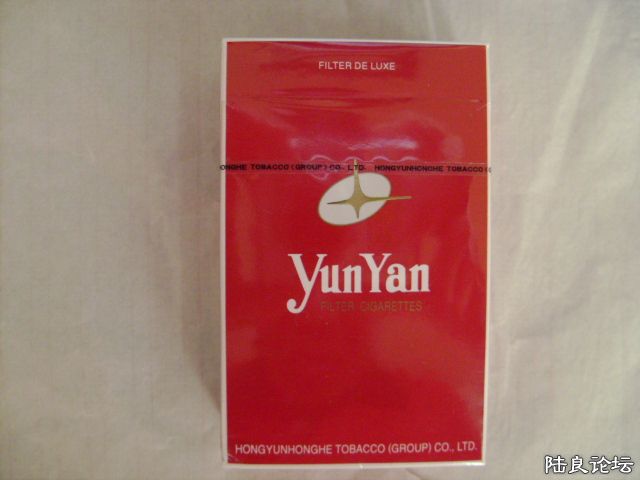 FILTER DE LUXE
ONGHE TOBACCO (GROUP) CO., LTD. HONGYUNHONGHE TOBACCO (G
YunYan
FILTER CIGARETTES
HONGYUNHONGHE TOBACCO (GROUP) CO., LTD.
陆良论坛